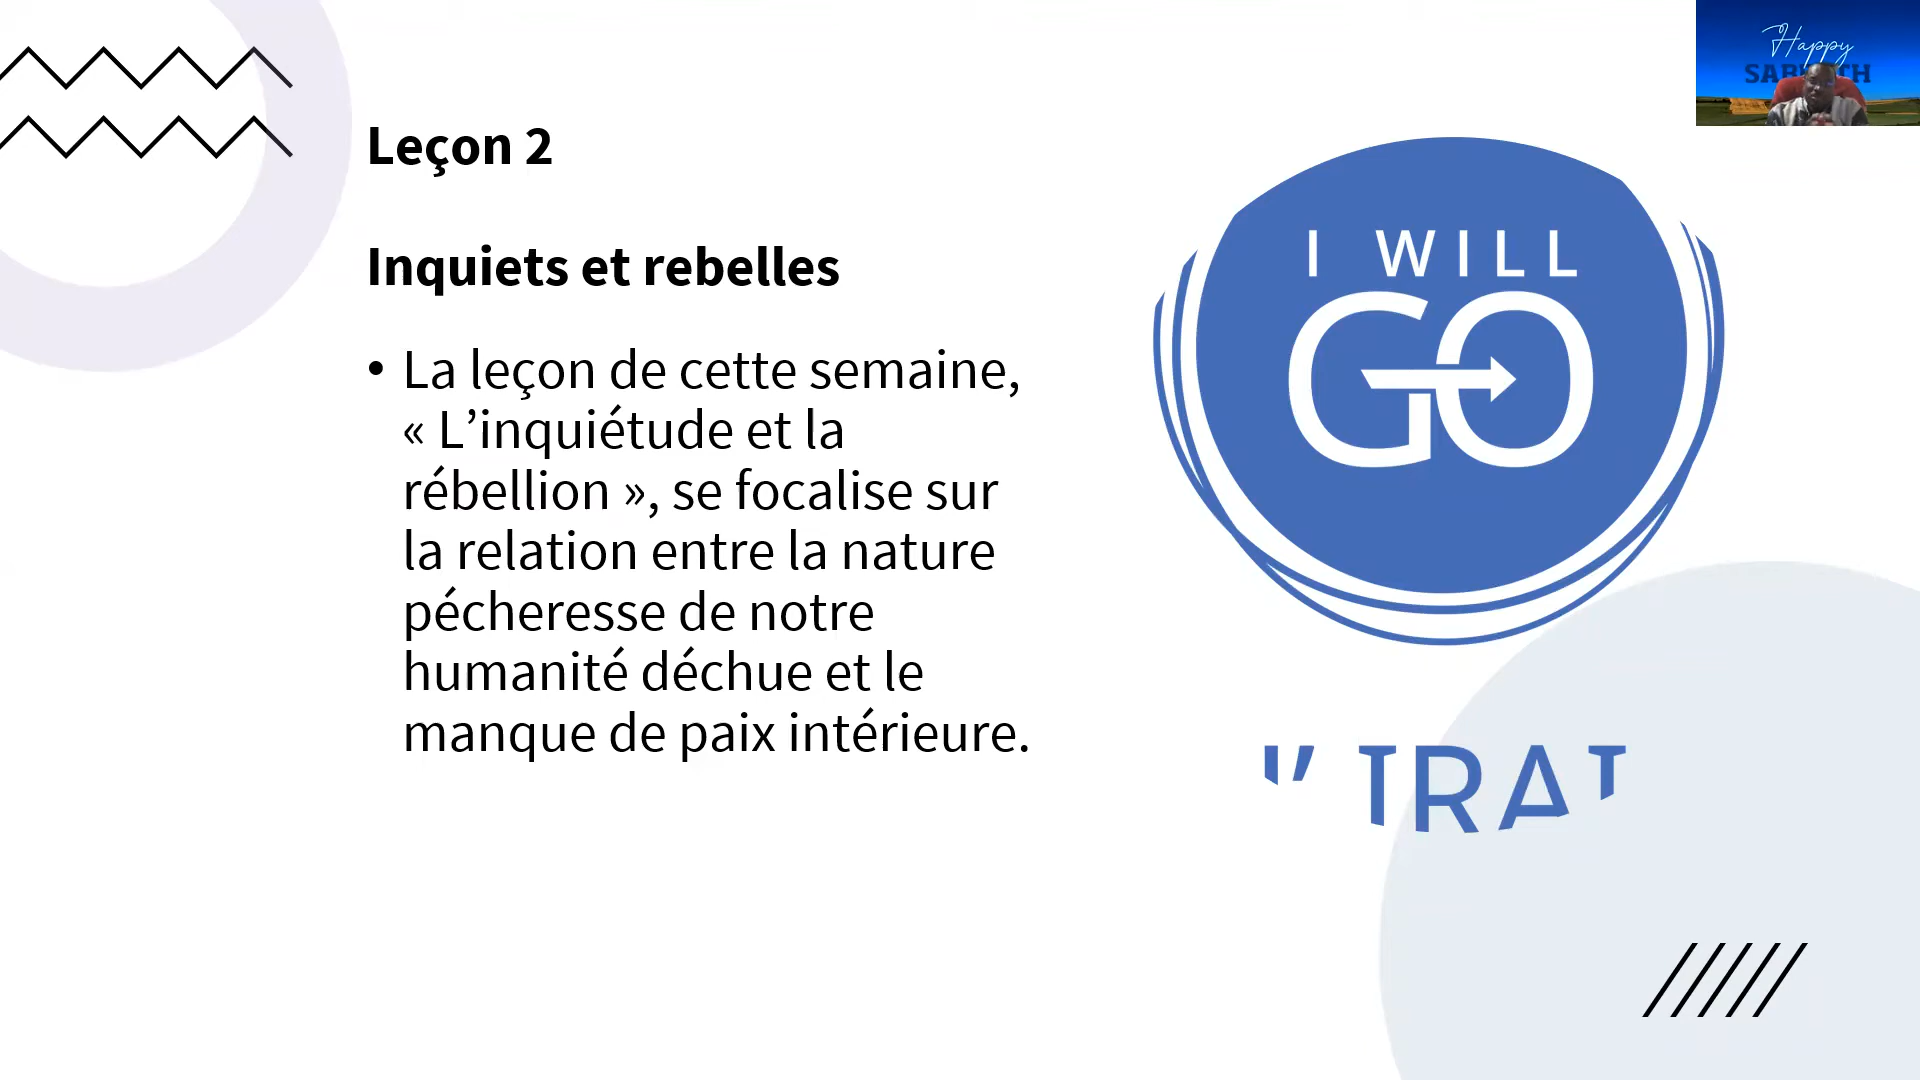 Happy
SABBATH
Leçon 2
Inquiets et rebelles
• La leçon de cette semaine,
« L’inquiétude et la
rébellion », se focalise sur
la relation entre la nature
pécheresse de notre
humanité déchue et le
manque de paix intérieure.
I WILL
GO